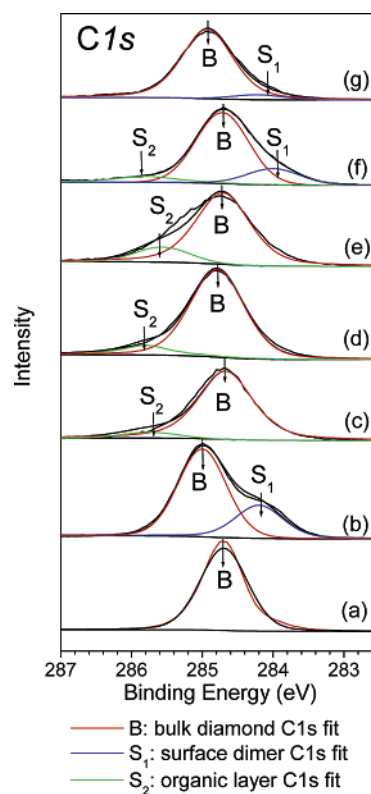 C1s
B
S₁
(g)
S₂
B
S₁
(f)
S₂
B
(e)
S₂
B
(d)
S₂
B
(c)
B
S₁
(b)
B
(a)
Intensity
287 286 285 284 283
Binding Energy (eV)
B: bulk diamond C1s fit
S₁: surface dimer C1s fit
S₂: organic layer C1s fit